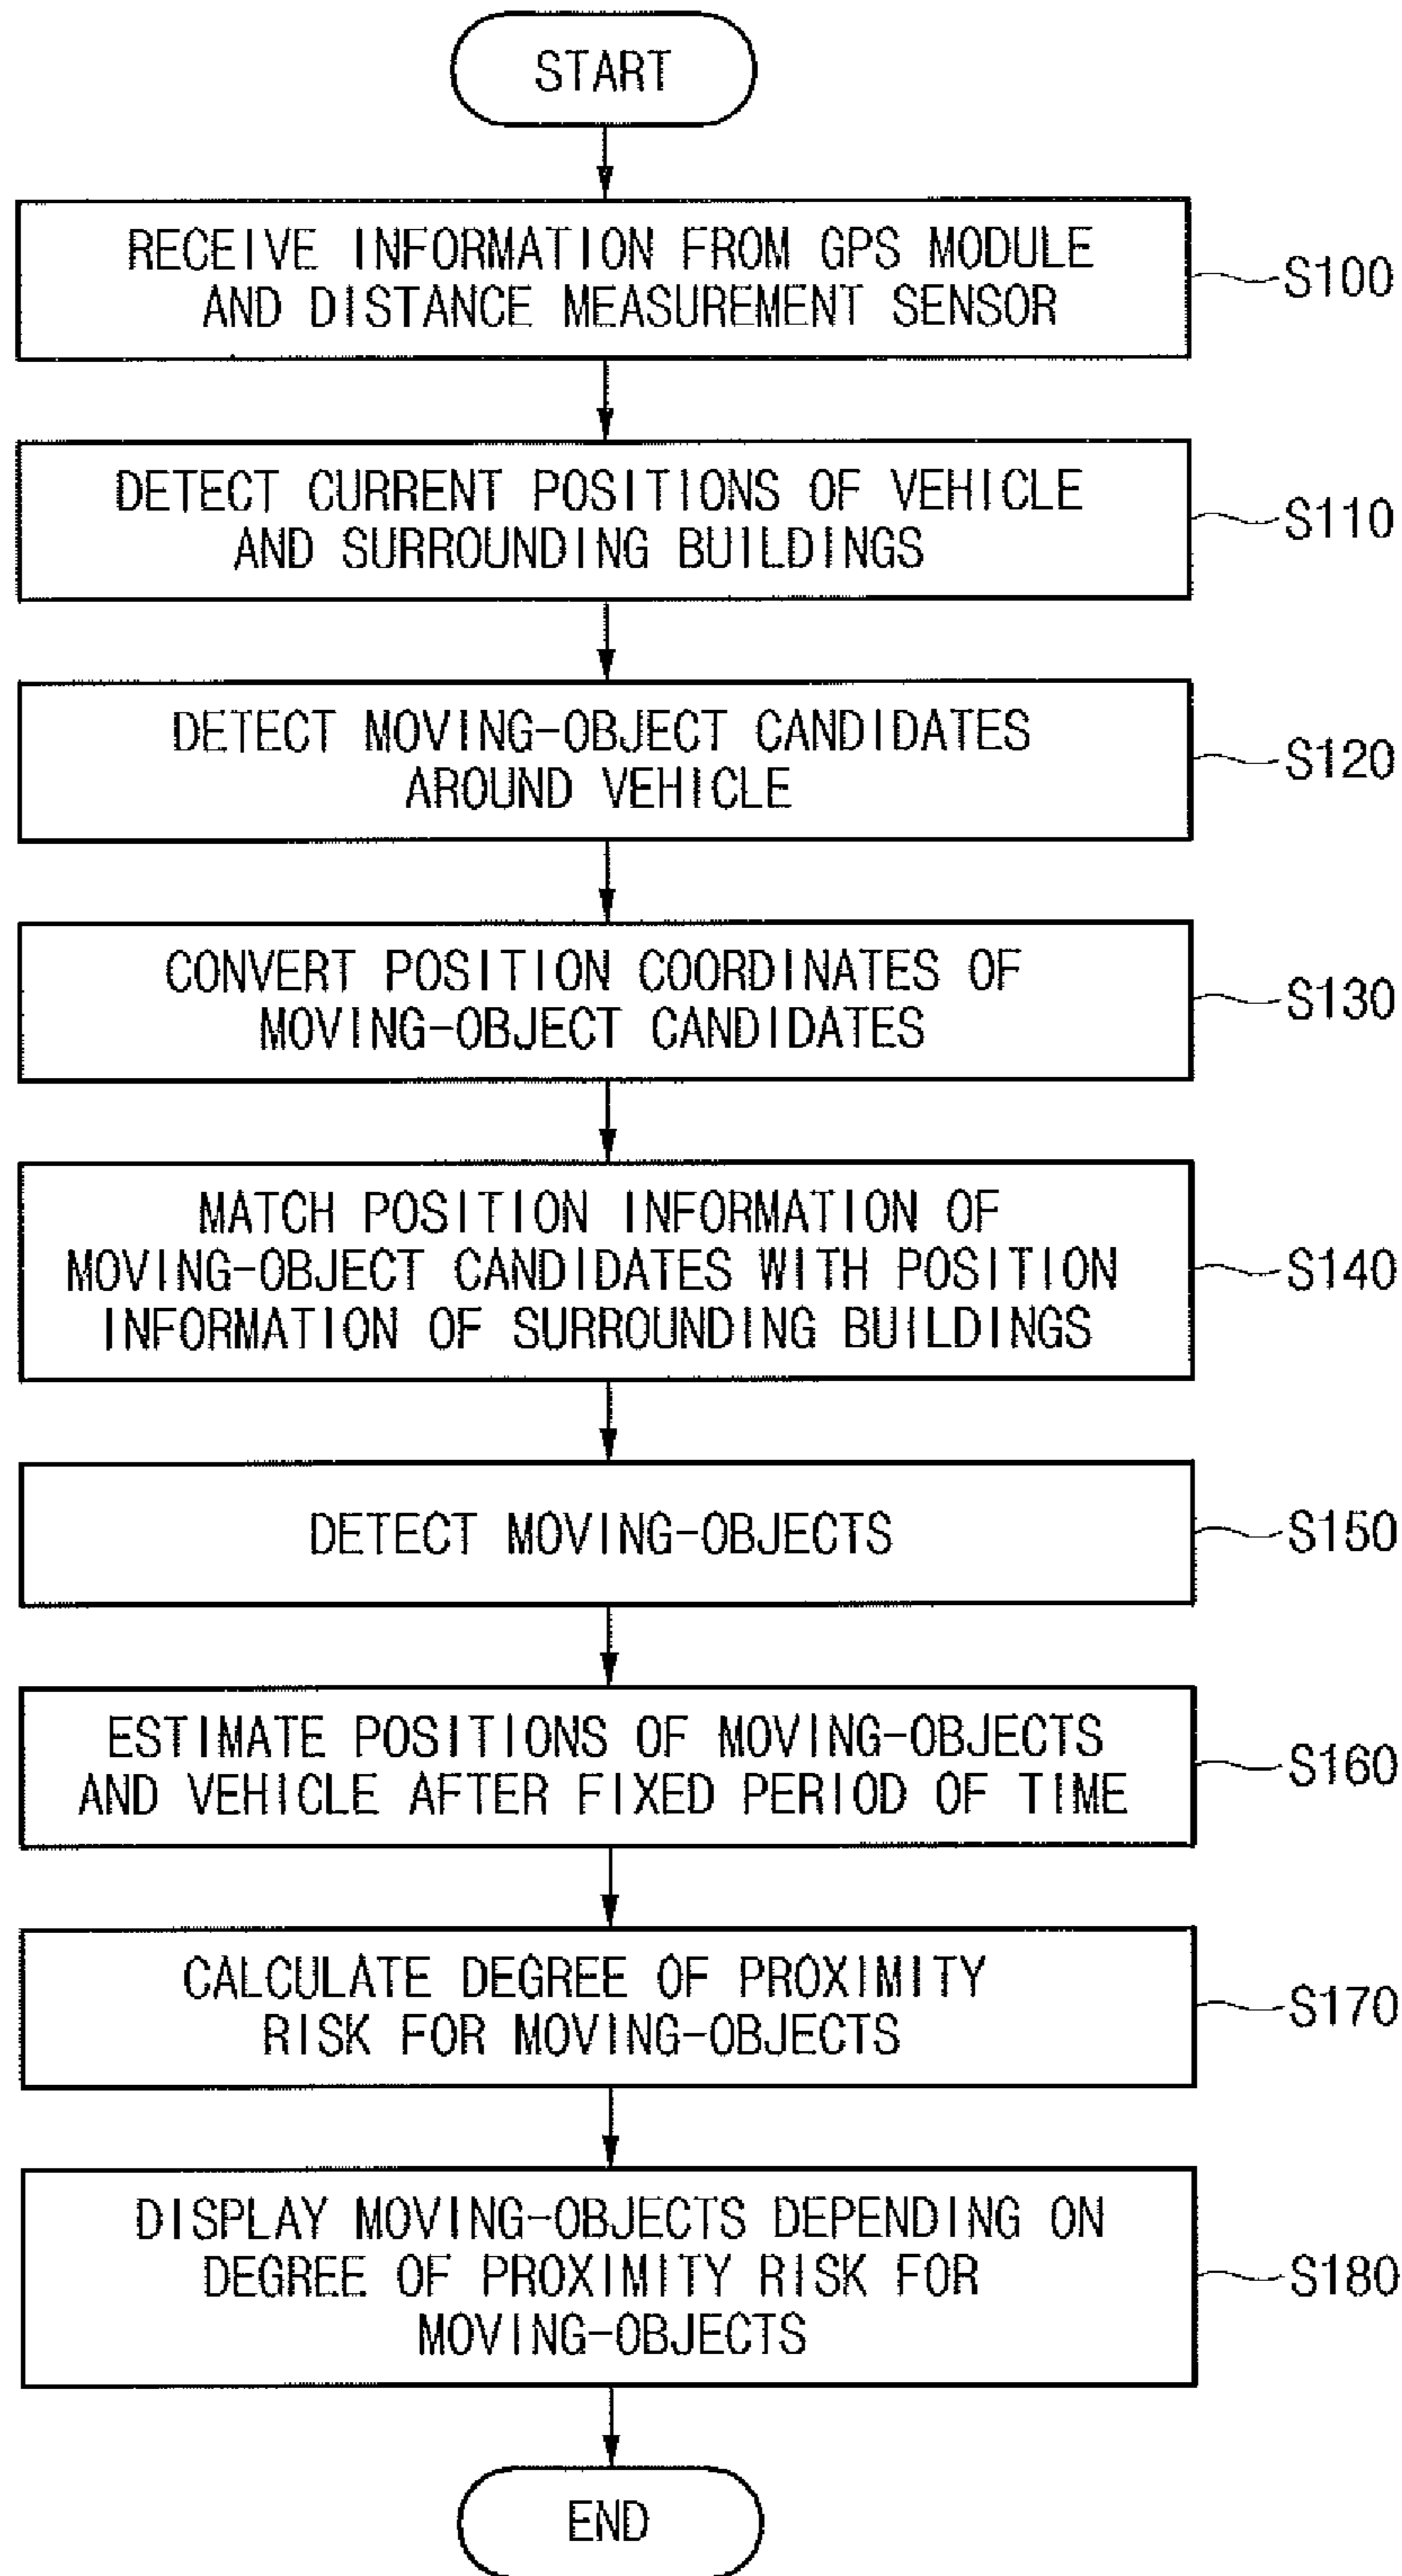 START
RECEIVE INFORMATION FROM GPS MODULE
AND DISTANCE MEASUREMENT SENSOR
S100
DETECT CURRENT POSITIONS OF VEHICLE
AND SURROUNDING BUILDINGS
S110
DETECT MOVING-OBJECT CANDIDATES
AROUND VEHICLE
S120
CONVERT POSITION COORDINATES OF
MOVING-OBJECT CANDIDATES
S130
MATCH POSITION INFORMATION OF
MOVING-OBJECT CANDIDATES WITH POSITION
INFORMATION OF SURROUNDING BUILDINGS
S140
DETECT MOVING-OBJECTS
S150
ESTIMATE POSITIONS OF MOVING-OBJECTS
AND VEHICLE AFTER FIXED PERIOD OF TIME
S160
CALCULATE DEGREE OF PROXIMITY
RISK FOR MOVING-OBJECTS
S170
DISPLAY MOVING-OBJECTS DEPENDING ON
DEGREE OF PROXIMITY RISK FOR
MOVING-OBJECTS
S180
END